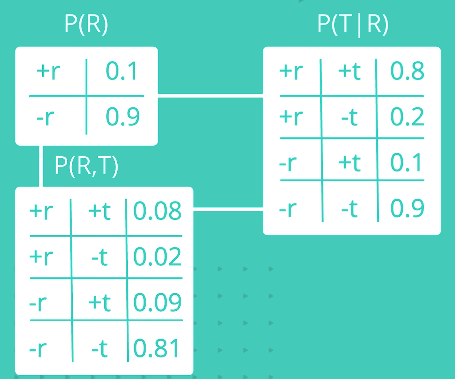 P(R)
+r 0.1
-r 0.9
P(T|R)
+r +t 0.8
+r -t 0.2
-r +t 0.1
-r -t 0.9
P(R,T)
+r +t 0.08
+r -t 0.02
-r +t 0.09
-r -t 0.81